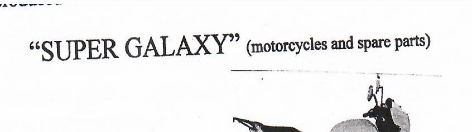 “SUPER GALAXY” (motorcycles and spare parts)